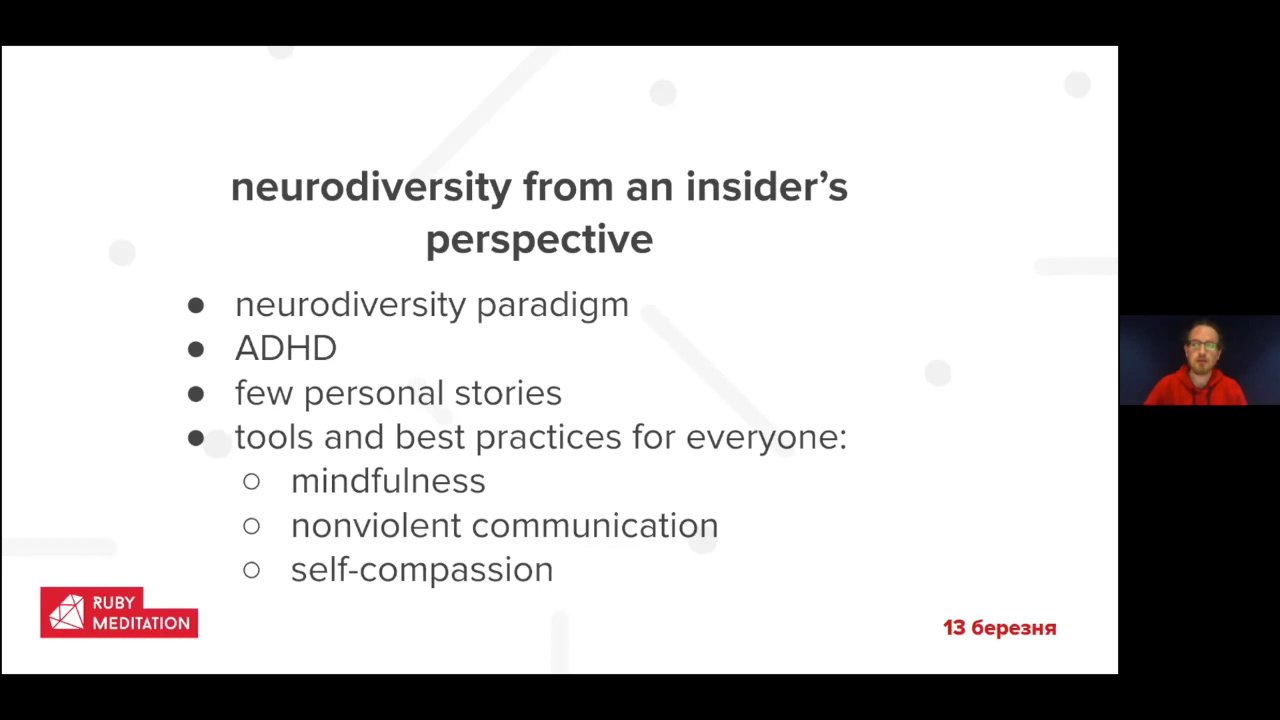 neurodiversity from an insider’s
perspective
● neurodiversity paradigm
● ADHD
● few personal stories
● tools and best practices for everyone:
○ mindfulness
○ nonviolent communication
○ self-compassion
RUBY
MEDITATION
13 березня